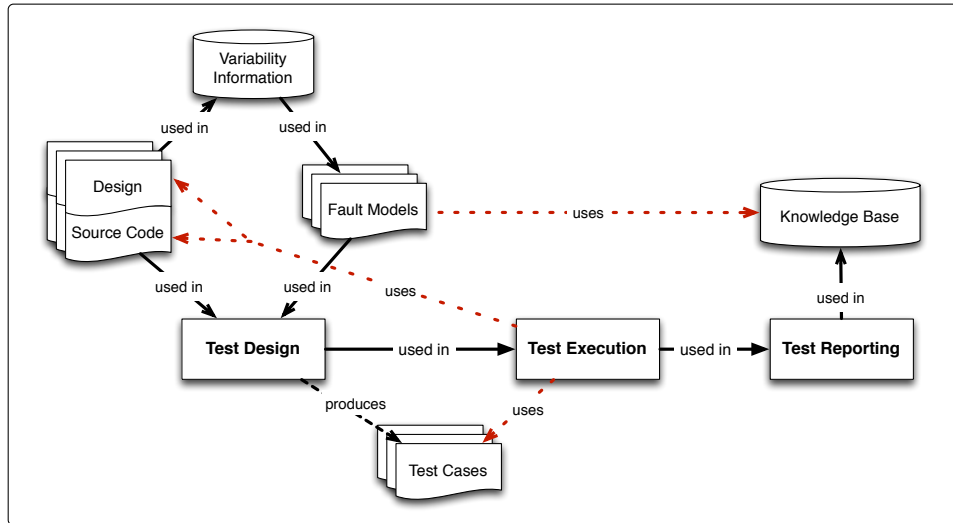 Variability
Information
used in
used in
Design
Fault Models
uses
Knowledge Base
Source Code
used in
used in
uses
used in
Test Design
used in
Test Execution
used in
Test Reporting
produces
uses
Test Cases